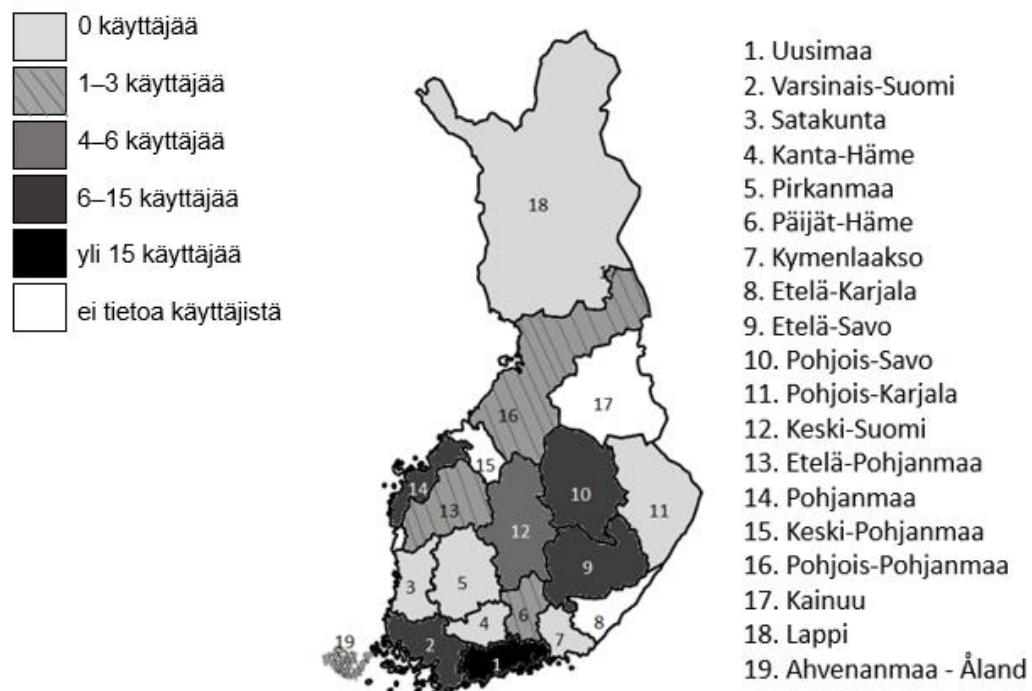 0 käyttäjää
1–3 käyttäjää
4–6 käyttäjää
6–15 käyttäjää
yli 15 käyttäjää
ei tietoa käyttäjistä
1. Uusimaa
2. Varsinais-Suomi
3. Satakunta
4. Kanta-Häme
5. Pirkanmaa
6. Päijät-Häme
7. Kymenlaakso
8. Etelä-Karjala
9. Etelä-Savo
10. Pohjois-Savo
11. Pohjois-Karjala
12. Keski-Suomi
13. Etelä-Pohjanmaa
14. Pohjanmaa
15. Keski-Pohjanmaa
16. Pohjois-Pohjanmaa
17. Kainuu
18. Lappi
19. Ahvenanmaa - Åland
18
1
17
16
15
14
13
10
11
12
9
3
5
8
6
4
7
19
2
1